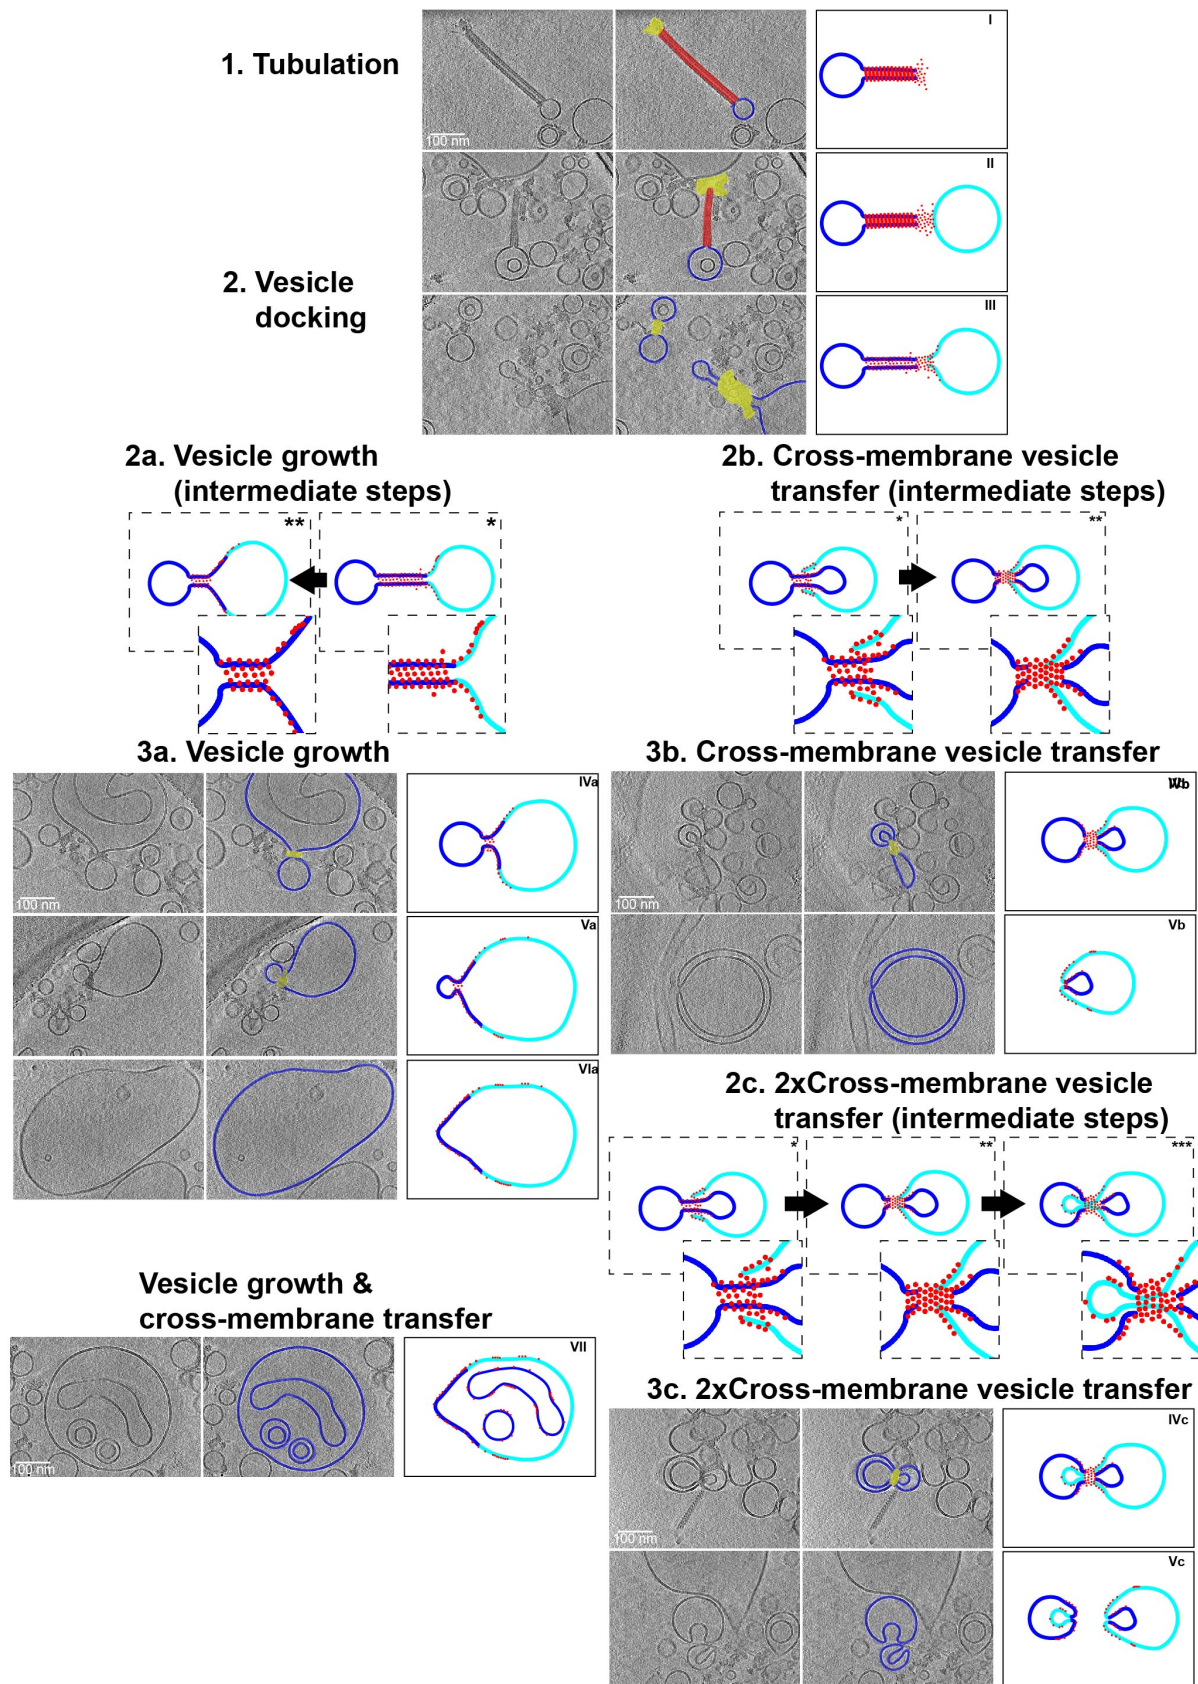 1. Tubulation
I
100 nm
II
2. Vesicle
docking
III
2a. Vesicle growth
(intermediate steps)
**
*
2b. Cross-membrane vesicle
transfer (intermediate steps)
*
**
3a. Vesicle growth
IVa
100 nm
Va
VIa
3b. Cross-membrane vesicle transfer
IVb
100 nm
Vb
2c. 2xCross-membrane vesicle
transfer (intermediate steps)
*
**
***
Vesicle growth &
cross-membrane transfer
VII
100 nm
3c. 2xCross-membrane vesicle transfer
IVc
100 nm
Vc